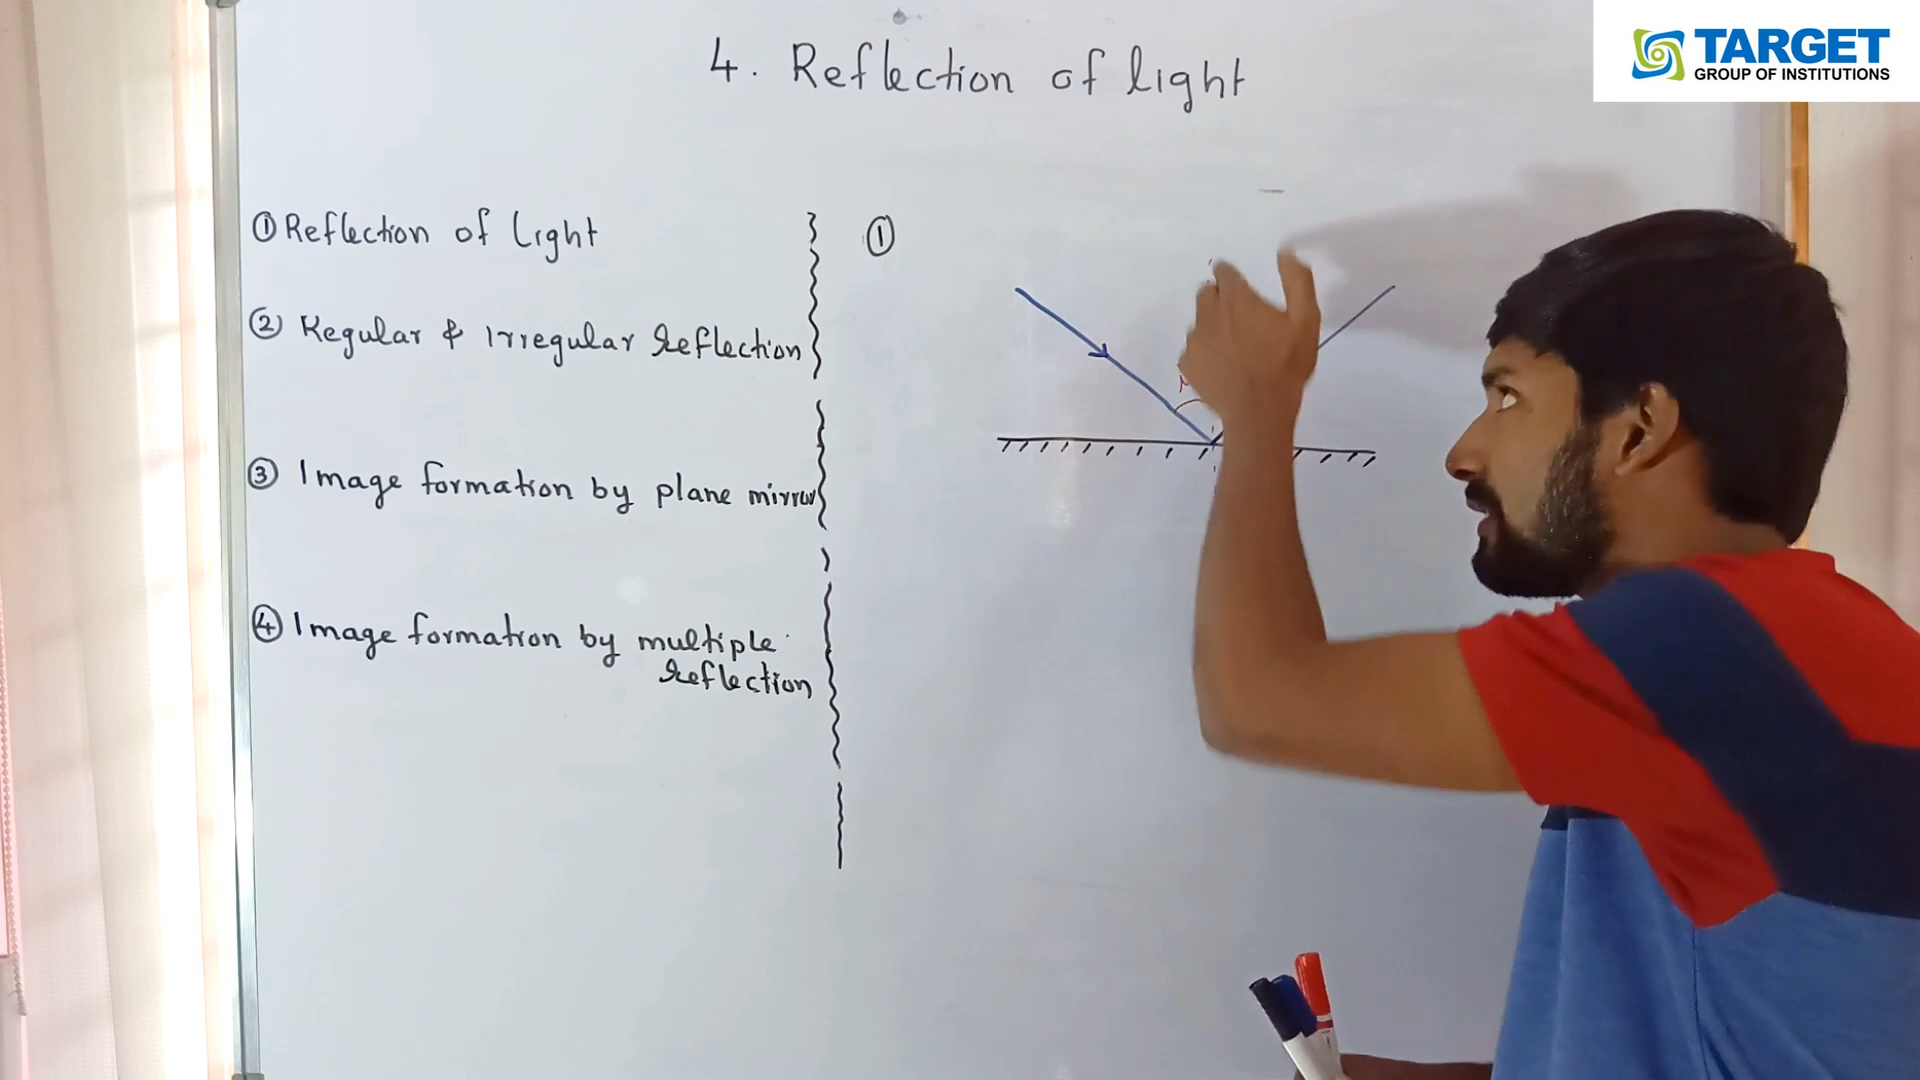 TARGET
GROUP OF INSTITUTIONS
4. Reflection of light
① Reflection of light
② Regular & Irregular Reflection
③ Image formation by plane mirror
④ Image formation by multiple
Reflection
①